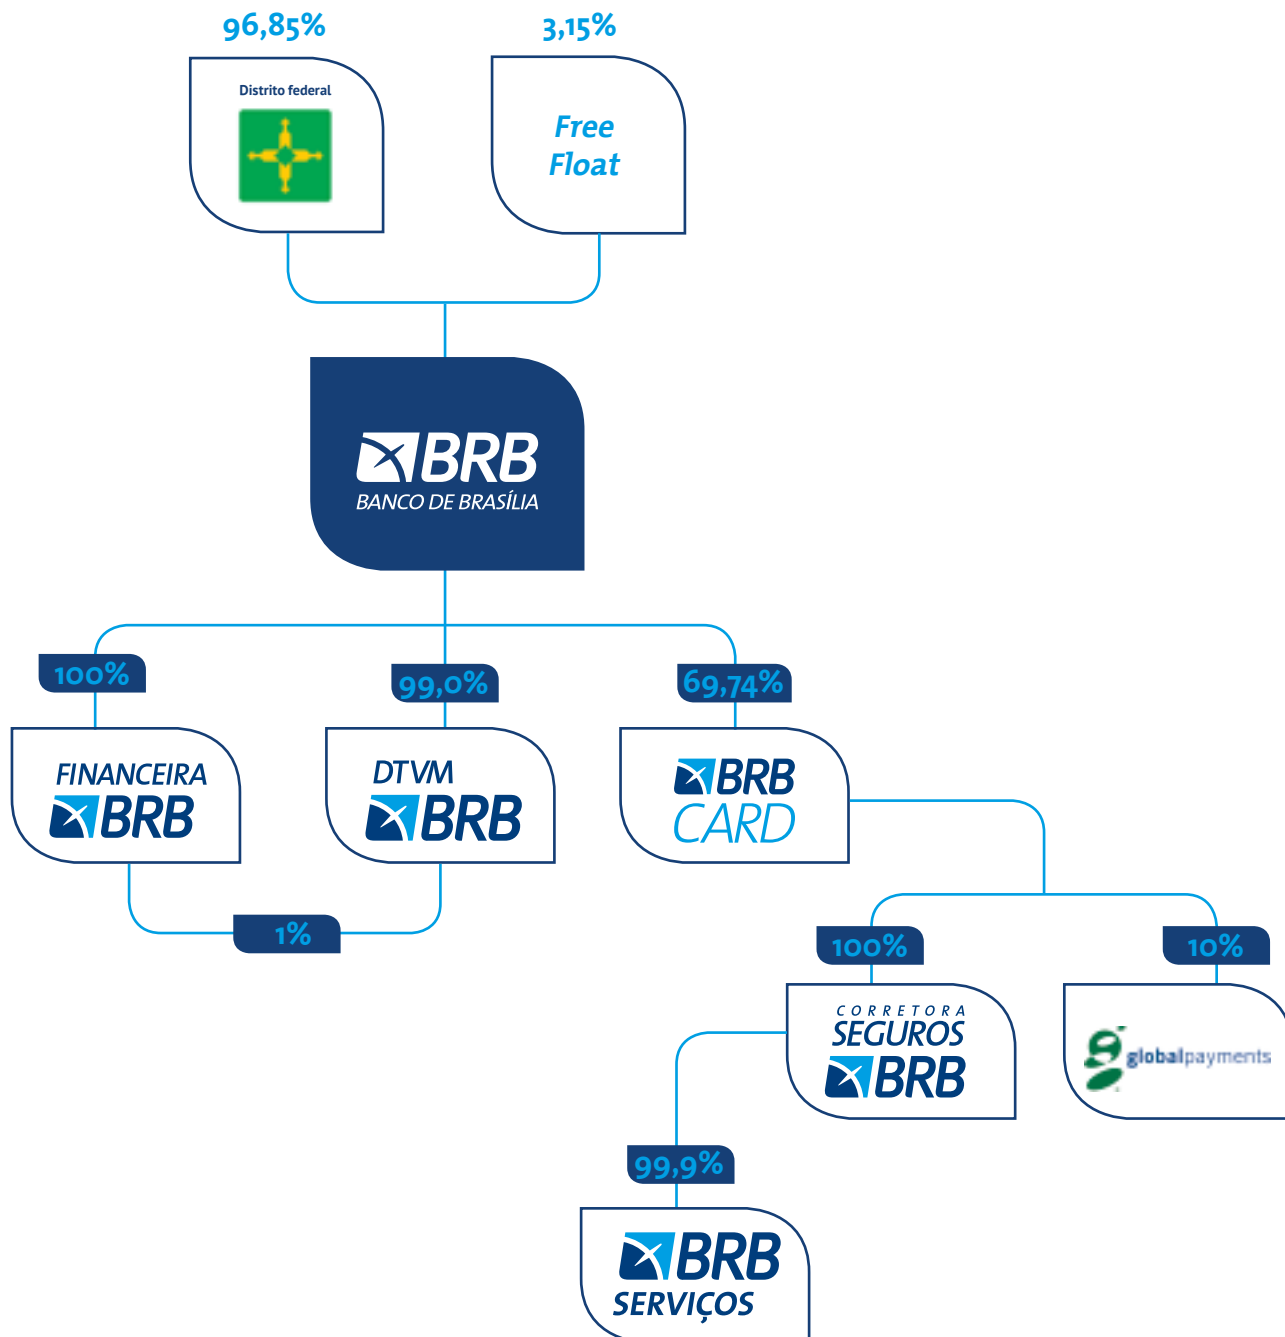 96,85%
3,15%
Distrito federal
Free
Float
BRB
BANCO DE BRASÍLIA
100%
99,0%
69,74%
FINANCEIRA
BRB
DTVM
BRB
BRB
CARD
1%
100%
10%
CORRETORA
SEGUROS
BRB
globalpayments
99,9%
BRB
SERVIÇOS